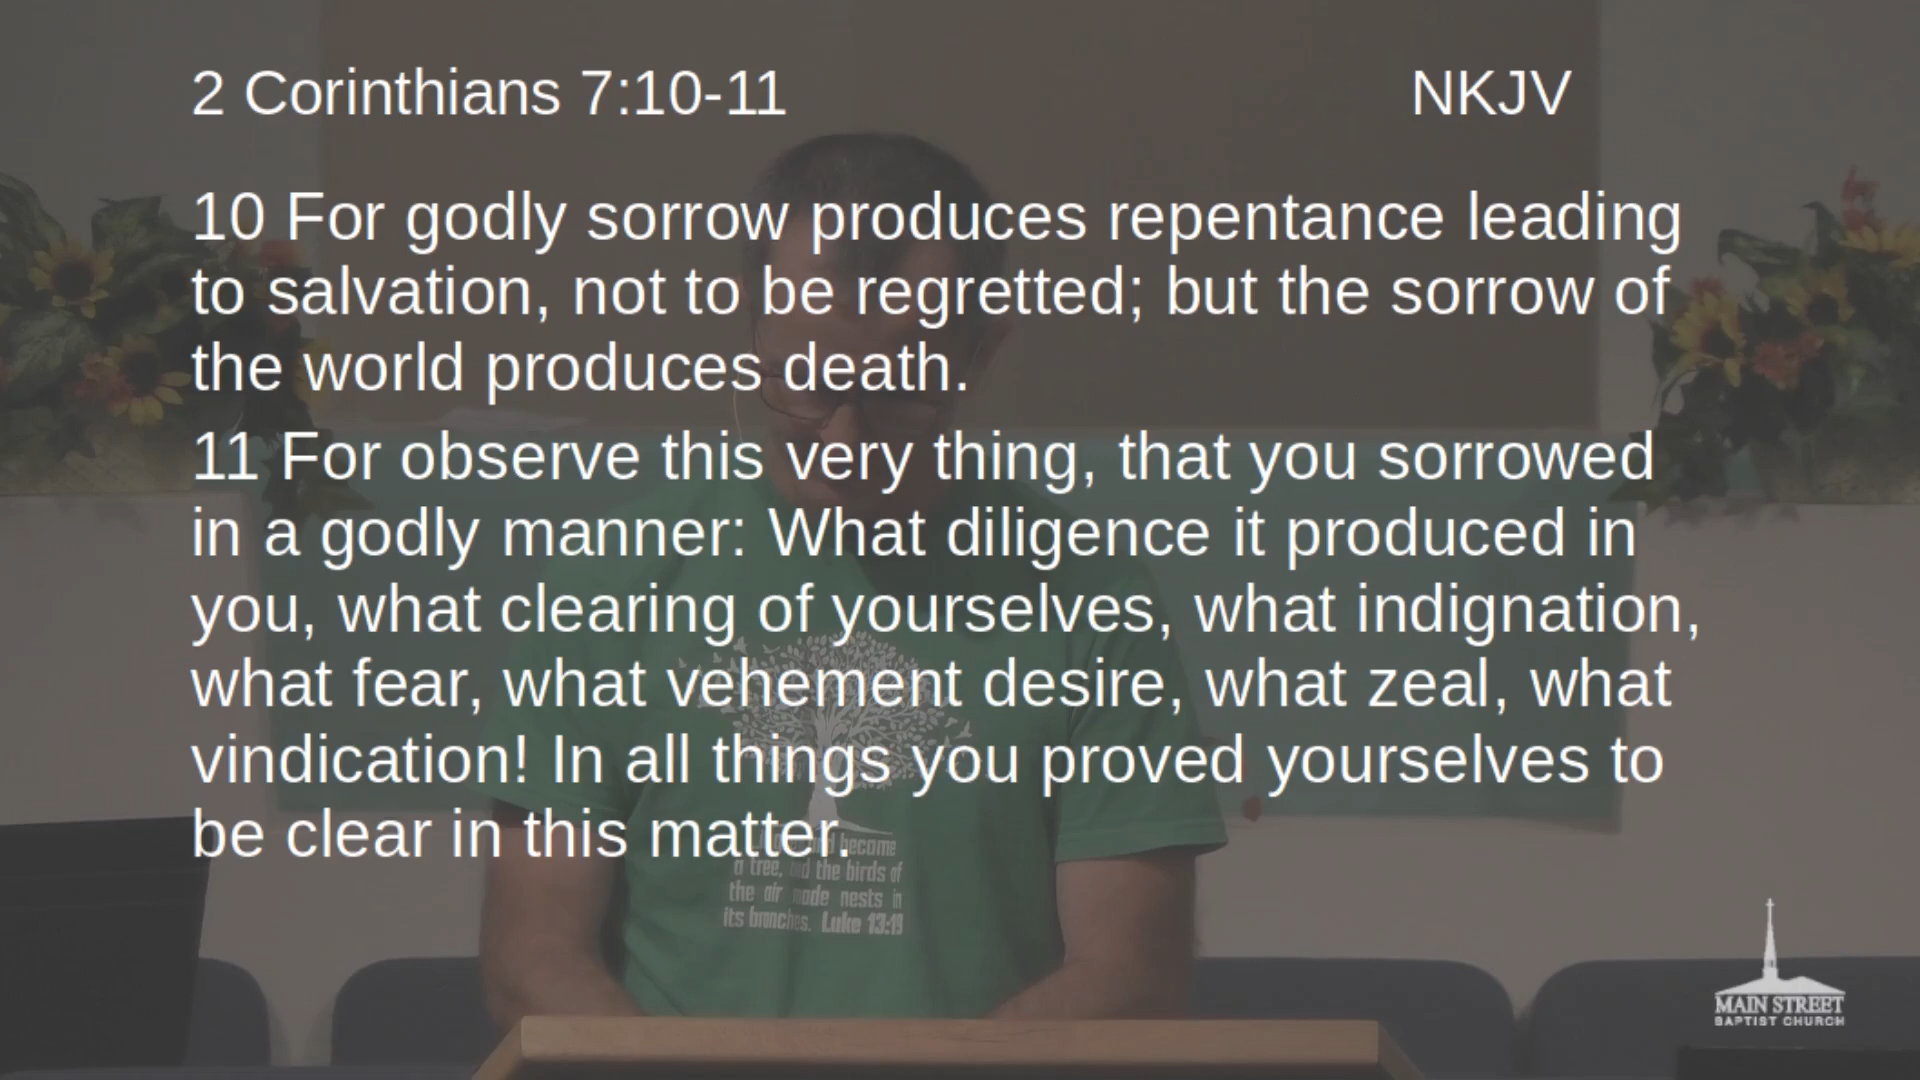 2 Corinthians 7:10-11 NKJV
10 For godly sorrow produces repentance leading
to salvation, not to be regretted; but the sorrow of
the world produces death.
11 For observe this very thing, that you sorrowed
in a godly manner: What diligence it produced in
you, what clearing of yourselves, what indignation,
what fear, what vehement desire, what zeal, what
vindication! In all things you proved yourselves to
be clear in this matter.
become
a tree, and the birds of
the air made nests in
its branches. Luke 13:19
MAIN STREET
BAPTIST CHURCH